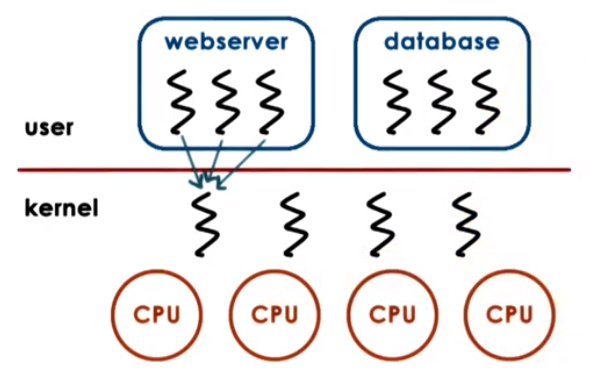 webserver
database
user
kernel
CPU
CPU
CPU
CPU